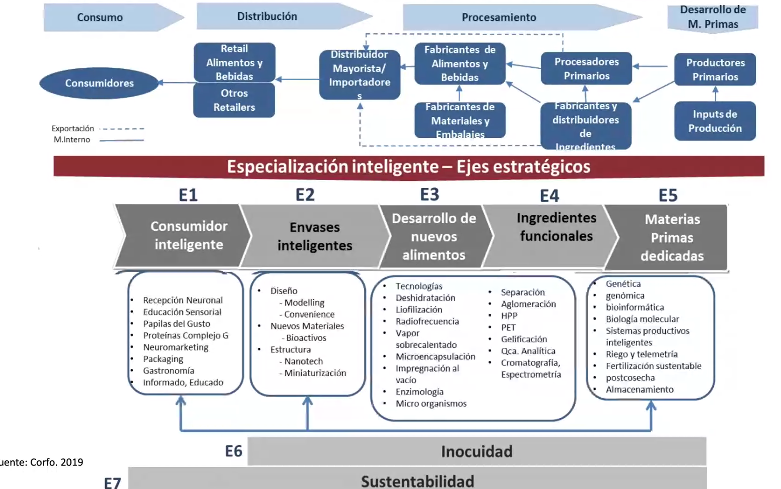 Consumo
Distribución
Procesamiento
Desarrollo de
M. Primas
Consumidores
Retail
Alimentos y
Bebidas
Otros
Retailers
Distribuidor
Mayorista/
Importadore
s
Fabricantes de
Alimentos y
Bebidas
Fabricantes de
Materiales y
Embalajes
Procesadores
Primarios
Fabricantes y
distribuidores
de
Ingredientes
Productores
Primarios
Inputs de
Producción
Exportación
M.Interno
Especialización inteligente – Ejes estratégicos
E1
E2
E3
E4
E5
Consumidor
inteligente
Envases
inteligentes
Desarrollo de
nuevos
alimentos
Ingredientes
funcionales
Materias
Primas
dedicadas
• Recepción Neuronal
• Educación Sensorial
• Papilas del Gusto
• Proteínas Complejo G
• Neuromarketing
• Packaging
• Gastronomía
• Informado, Educado
• Diseño
- Modelling
- Convenience
• Nuevos Materiales
- Bioactivos
• Estructura
- Nanotech
- Miniaturización
• Tecnologías
• Deshidratación
• Liofilización
• Radiofrecuencia
• Vapor
sobrecalentado
• Microencapsulación
• Impregnación al
vacío
• Enzimología
• Micro organismos
• Separación
• Aglomeración
• HPP
• PET
• Gelificación
• Qca. Analítica
• Cromatografía,
Espectrometría
• Genética
• genómica
• bioinformática
• Biología molecular
• Sistemas productivos
inteligentes
• Riego y telemetría
• Fertilización sustentable
• postcosecha
• Almacenamiento
E6
Inocuidad
uente: Corfo. 2019
E7
Sustentabilidad